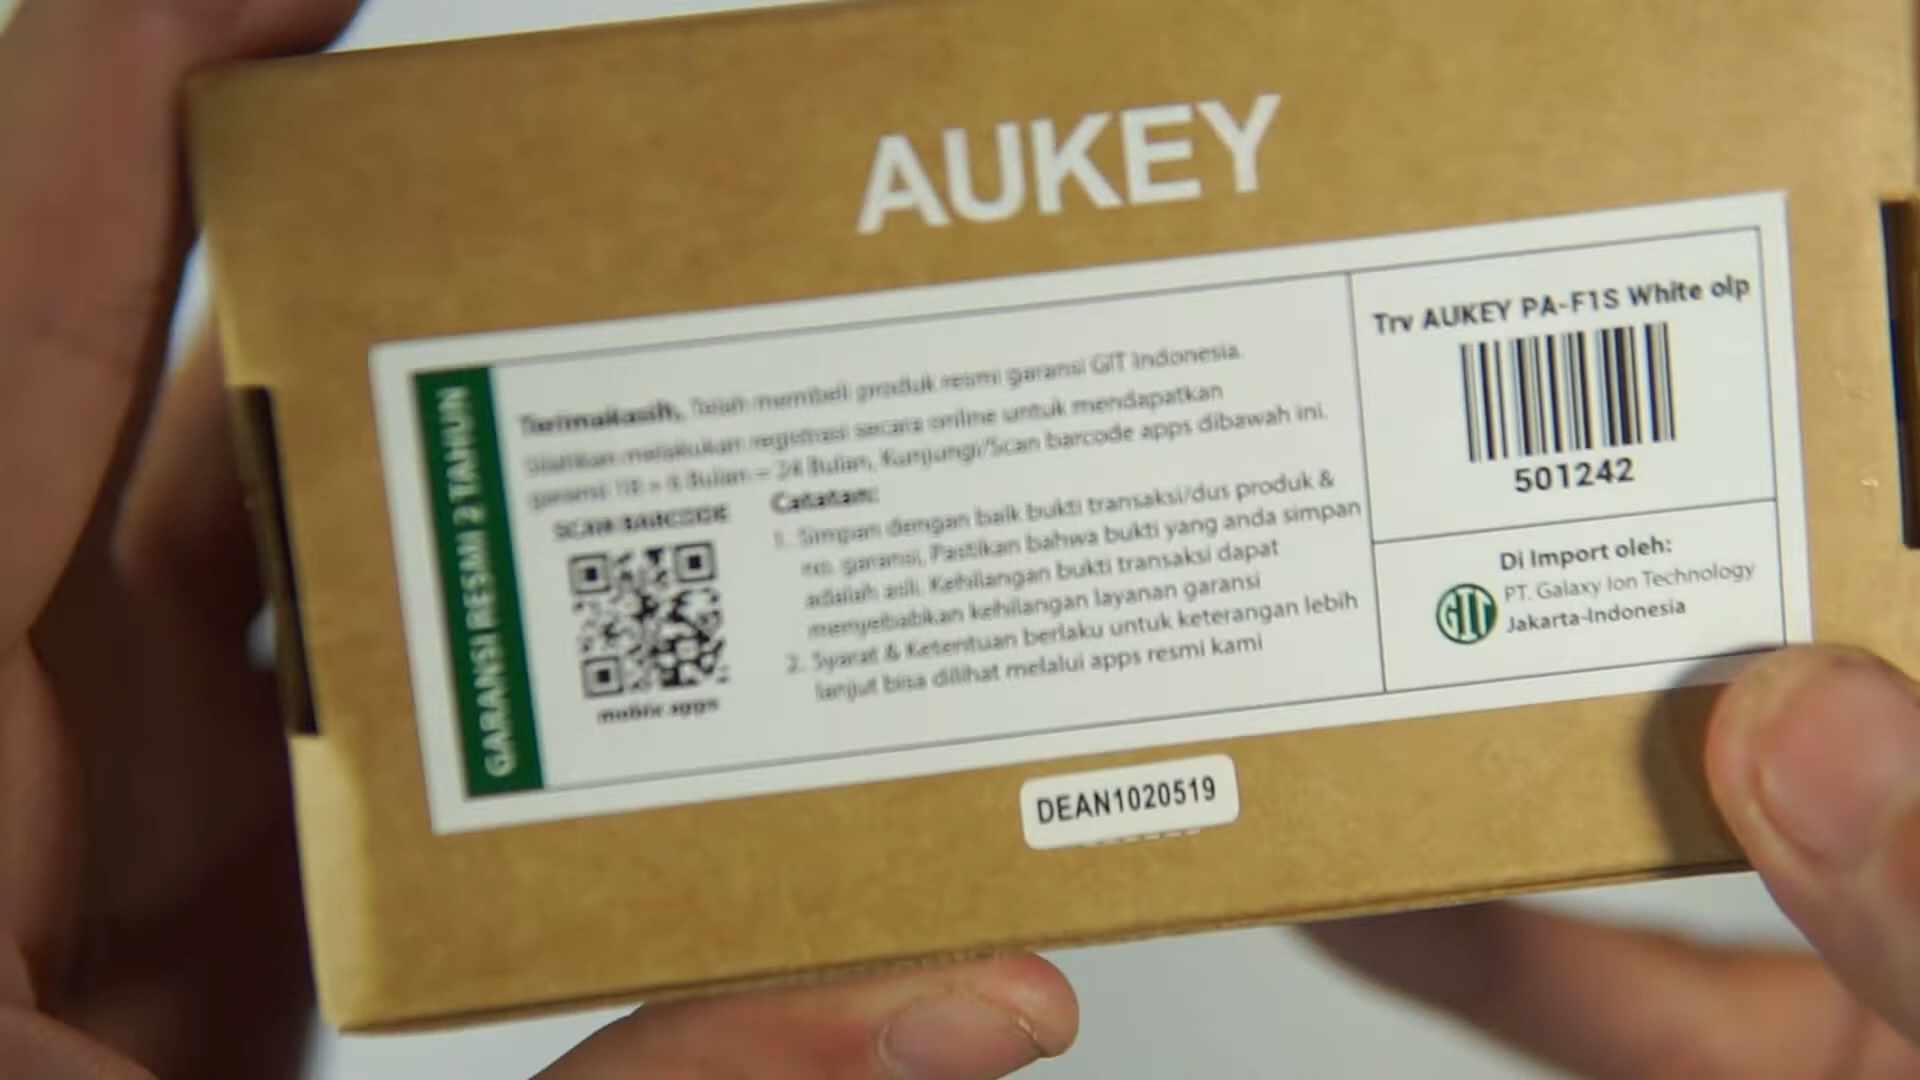 AUKEY
GARANSI RESMI 2 TAHUN
Terimakasih, Telah membeli produk resmi garansi GIT Indonesia.
Silahkan melakukan registrasi secara online untuk mendapatkan
garansi 18 + 6 Bulan = 24 Bulan, Kunjungi/Scan barcode apps dibawah ini.
SCAN BARCODE
mobile apps
Catatan:
1. Simpan dengan baik bukti transaksi/dus produk &
no. garansi, Pastikan bahwa bukti yang anda simpan
adalah asli. Kehilangan bukti transaksi dapat
menyebabkan kehilangan layanan garansi
2. Syarat & Ketentuan berlaku untuk keterangan lebih
lanjut bisa dilihat melalui apps resmi kami
Trv AUKEY PA-F1S White olp
501242
Di Import oleh:
GIT
PT. Galaxy Ion Technology
Jakarta-Indonesia
DEAN1020519